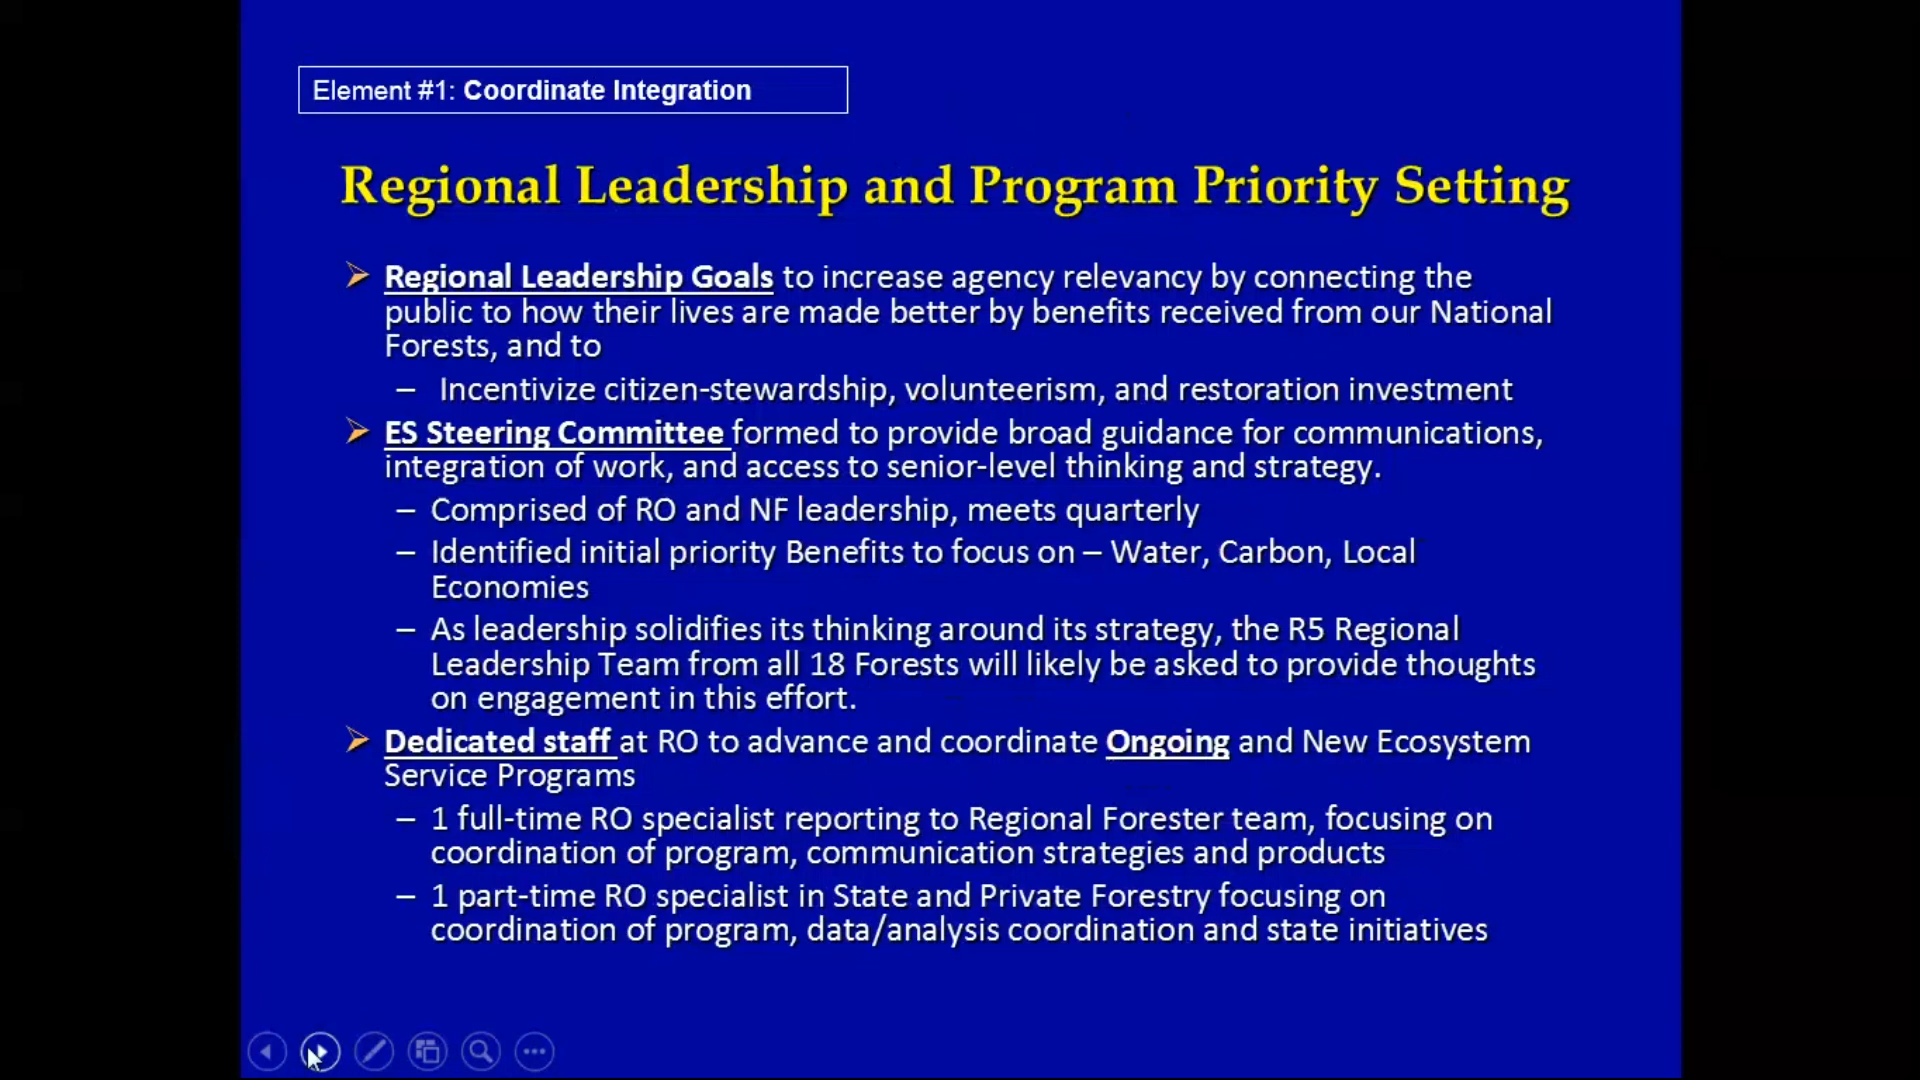 Element #1: Coordinate Integration
Regional Leadership and Program Priority Setting
Regional Leadership Goals to increase agency relevancy by connecting the
public to how their lives are made better by benefits received from our National
Forests, and to
– Incentivize citizen-stewardship, volunteerism, and restoration investment
ES Steering Committee formed to provide broad guidance for communications,
integration of work, and access to senior-level thinking and strategy.
– Comprised of RO and NF leadership, meets quarterly
– Identified initial priority Benefits to focus on – Water, Carbon, Local
Economies
– As leadership solidifies its thinking around its strategy, the R5 Regional
Leadership Team from all 18 Forests will likely be asked to provide thoughts
on engagement in this effort.
Dedicated staff at RO to advance and coordinate Ongoing and New Ecosystem
Service Programs
– 1 full-time RO specialist reporting to Regional Forester team, focusing on
coordination of program, communication strategies and products
– 1 part-time RO specialist in State and Private Forestry focusing on
coordination of program, data/analysis coordination and state initiatives